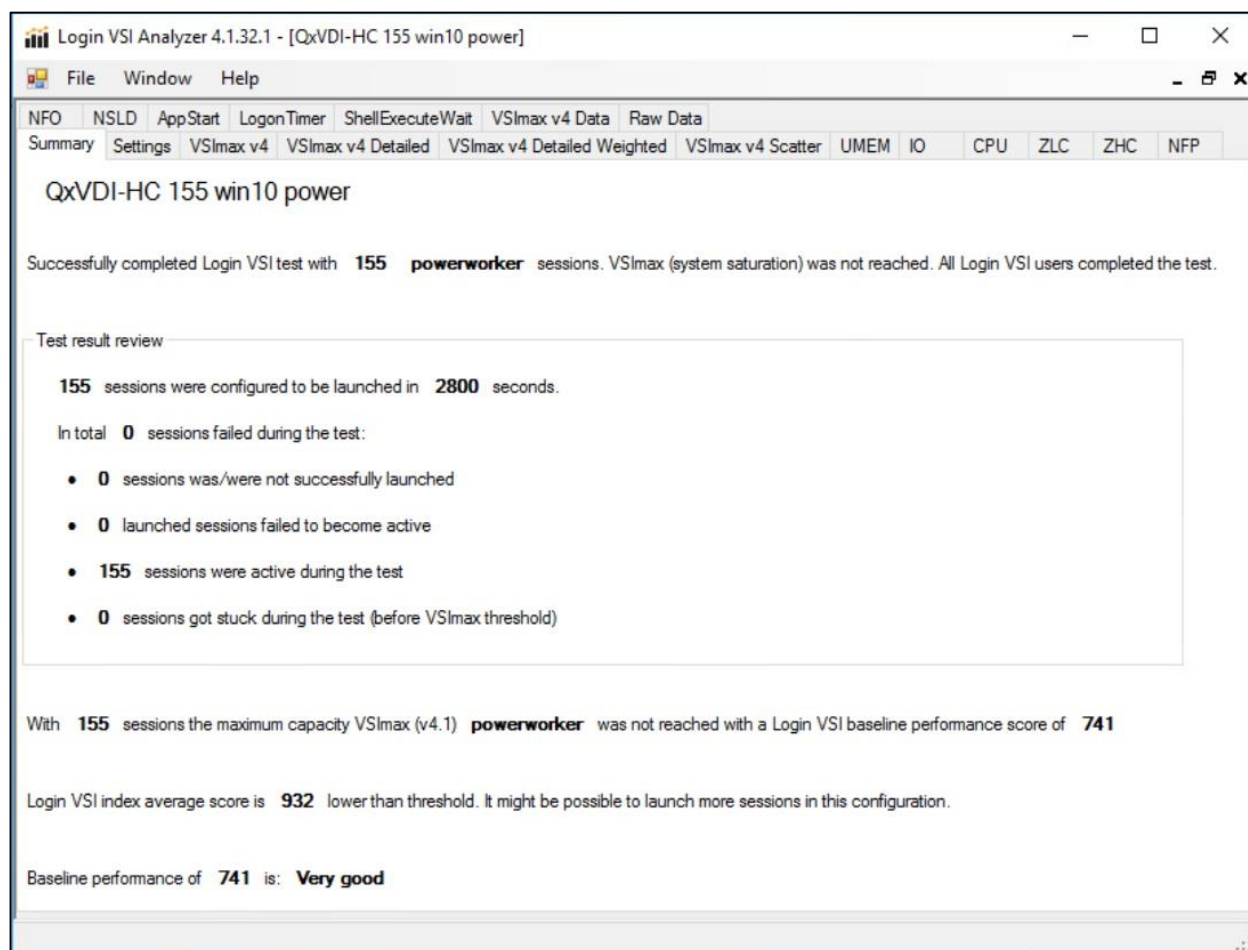 Login VSI Analyzer 4.1.32.1 - [QxVDI-HC 155 win10 power]
File Window Help
NFO NSLD AppStart LogonTimer ShellExecuteWait VSImax v4 Data Raw Data
Summary Settings VSImax v4 VSImax v4 Detailed VSImax v4 Detailed Weighted VSImax v4 Scatter UMEM IO CPU ZLC ZHC NFP
QxVDI-HC 155 win10 power
Successfully completed Login VSI test with 155 powerworker sessions. VSImax (system saturation) was not reached. All Login VSI users completed the test.
Test result review
155 sessions were configured to be launched in 2800 seconds.
In total 0 sessions failed during the test:
• 0 sessions was/were not successfully launched
• 0 launched sessions failed to become active
• 155 sessions were active during the test
• 0 sessions got stuck during the test (before VSImax threshold)
With 155 sessions the maximum capacity VSImax (v4.1) powerworker was not reached with a Login VSI baseline performance score of 741
Login VSI index average score is 932 lower than threshold. It might be possible to launch more sessions in this configuration.
Baseline performance of 741 is: Very good